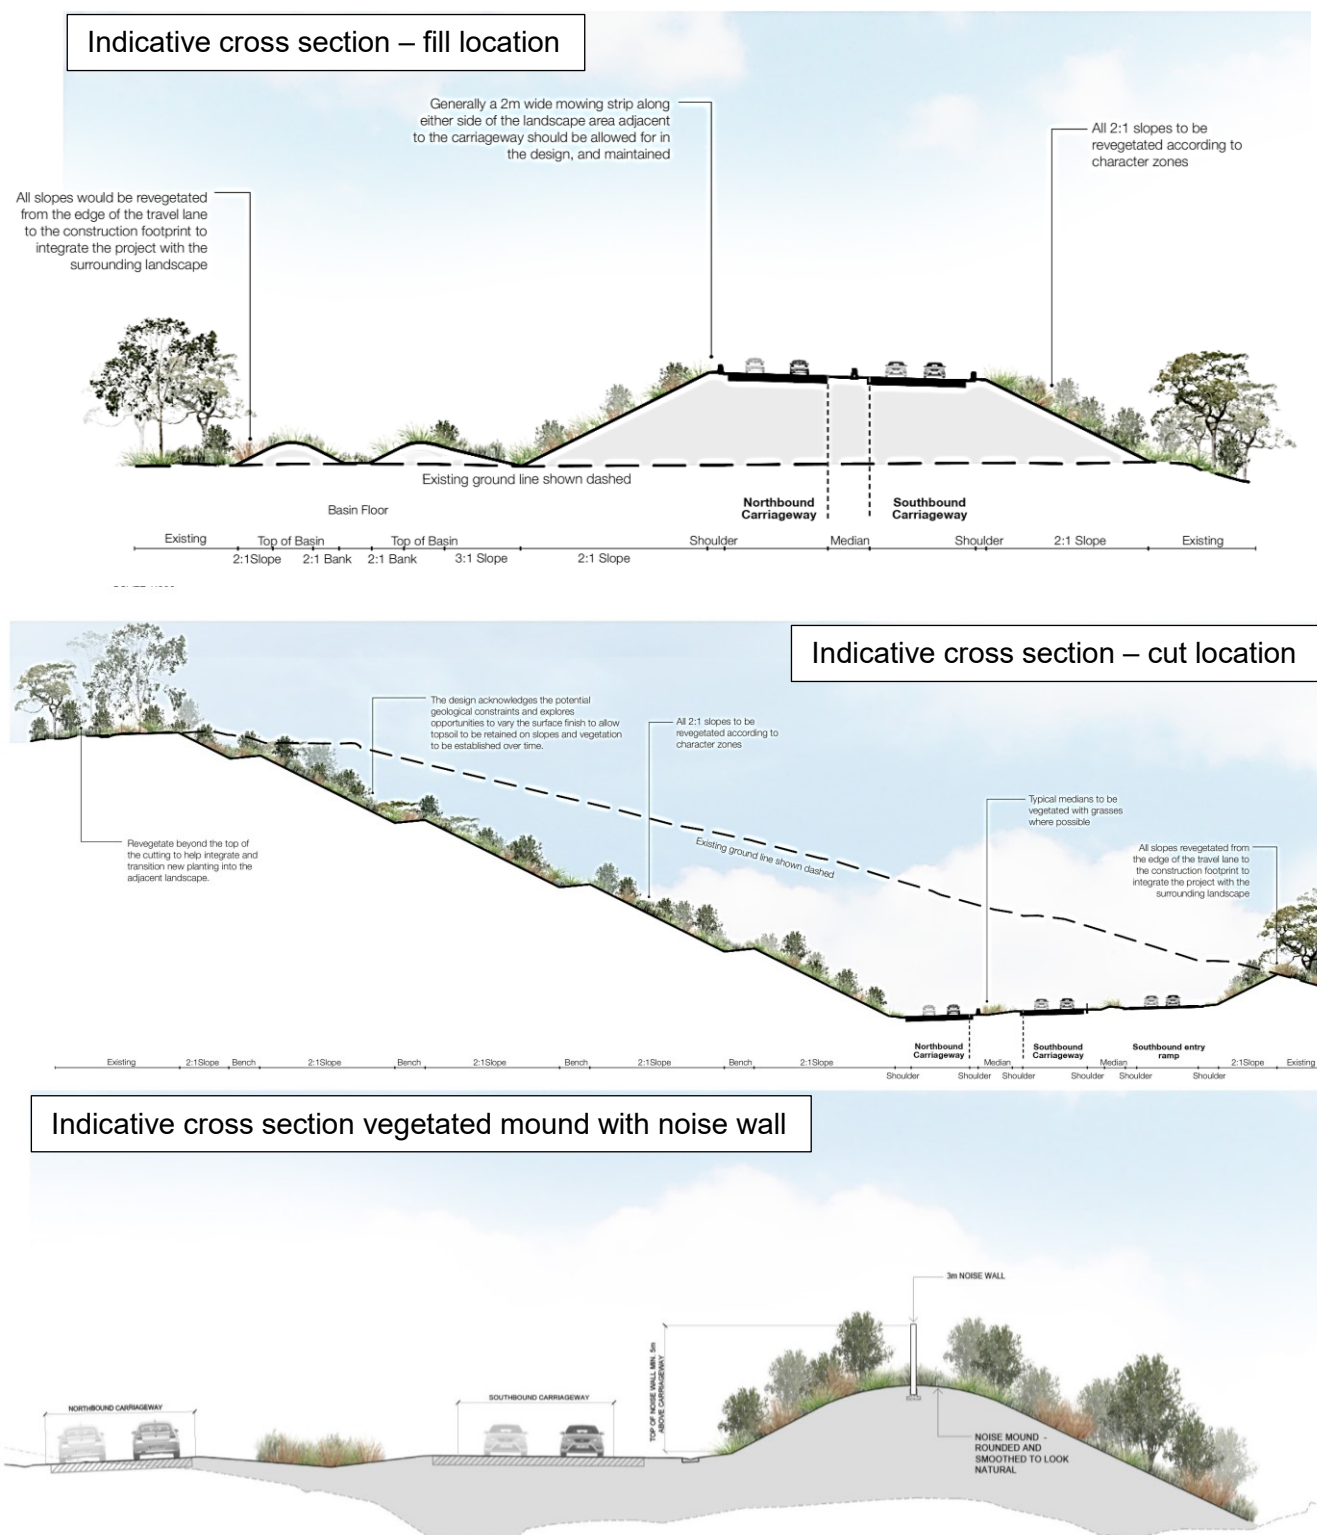 Indicative cross section – fill location
Generally a 2m wide mowing strip along
either side of the landscape area adjacent
to the carriageway should be allowed for in
the design, and maintained
All 2:1 slopes to be
revegetated according to
character zones
All slopes would be revegetated
from the edge of the travel lane
to the construction footprint to
integrate the project with the
surrounding landscape
Existing ground line shown dashed
Basin Floor
Northbound
Carriageway
Southbound
Carriageway
Existing
Top of Basin
Top of Basin
Shoulder
Median
Shoulder
2:1 Slope
Existing
2:1Slope
2:1 Bank
2:1 Bank
3:1 Slope
2:1 Slope
Indicative cross section – cut location
The design acknowledges the potential
geological constraints and explores
opportunities to vary the surface finish to allow
topsoil to be retained on slopes and vegetation
to be established over time.
All 2:1 slopes to be
revegetated according to
character zones
Typical medians to be
vegetated with grasses
where possible
Revegetate beyond the top of
the cutting to help integrate and
transition new planting into the
adjacent landscape.
Existing ground line shown dashed
All slopes revegetated from
the edge of the travel lane to
the construction footprint to
integrate the project with the
surrounding landscape
Northbound
Carriageway
Southbound
Carriageway
Southbound entry
ramp
Existing
2:1Slope
Bench
2:1Slope
Bench
2:1Slope
Bench
2:1Slope
Bench
2:1Slope
Median
Median
2:1Slope
Existing
Shoulder
Shoulder
Shoulder
Shoulder
Shoulder
Shoulder
Indicative cross section vegetated mound with noise wall
3m NOISE WALL
TOP OF NOISE WALL MIN. 5m
ABOVE CARRIAGEWAY
SOUTHBOUND CARRIAGEWAY
NORTHBOUND CARRIAGEWAY
NOISE MOUND -
ROUNDED AND
SMOOTHED TO LOOK
NATURAL